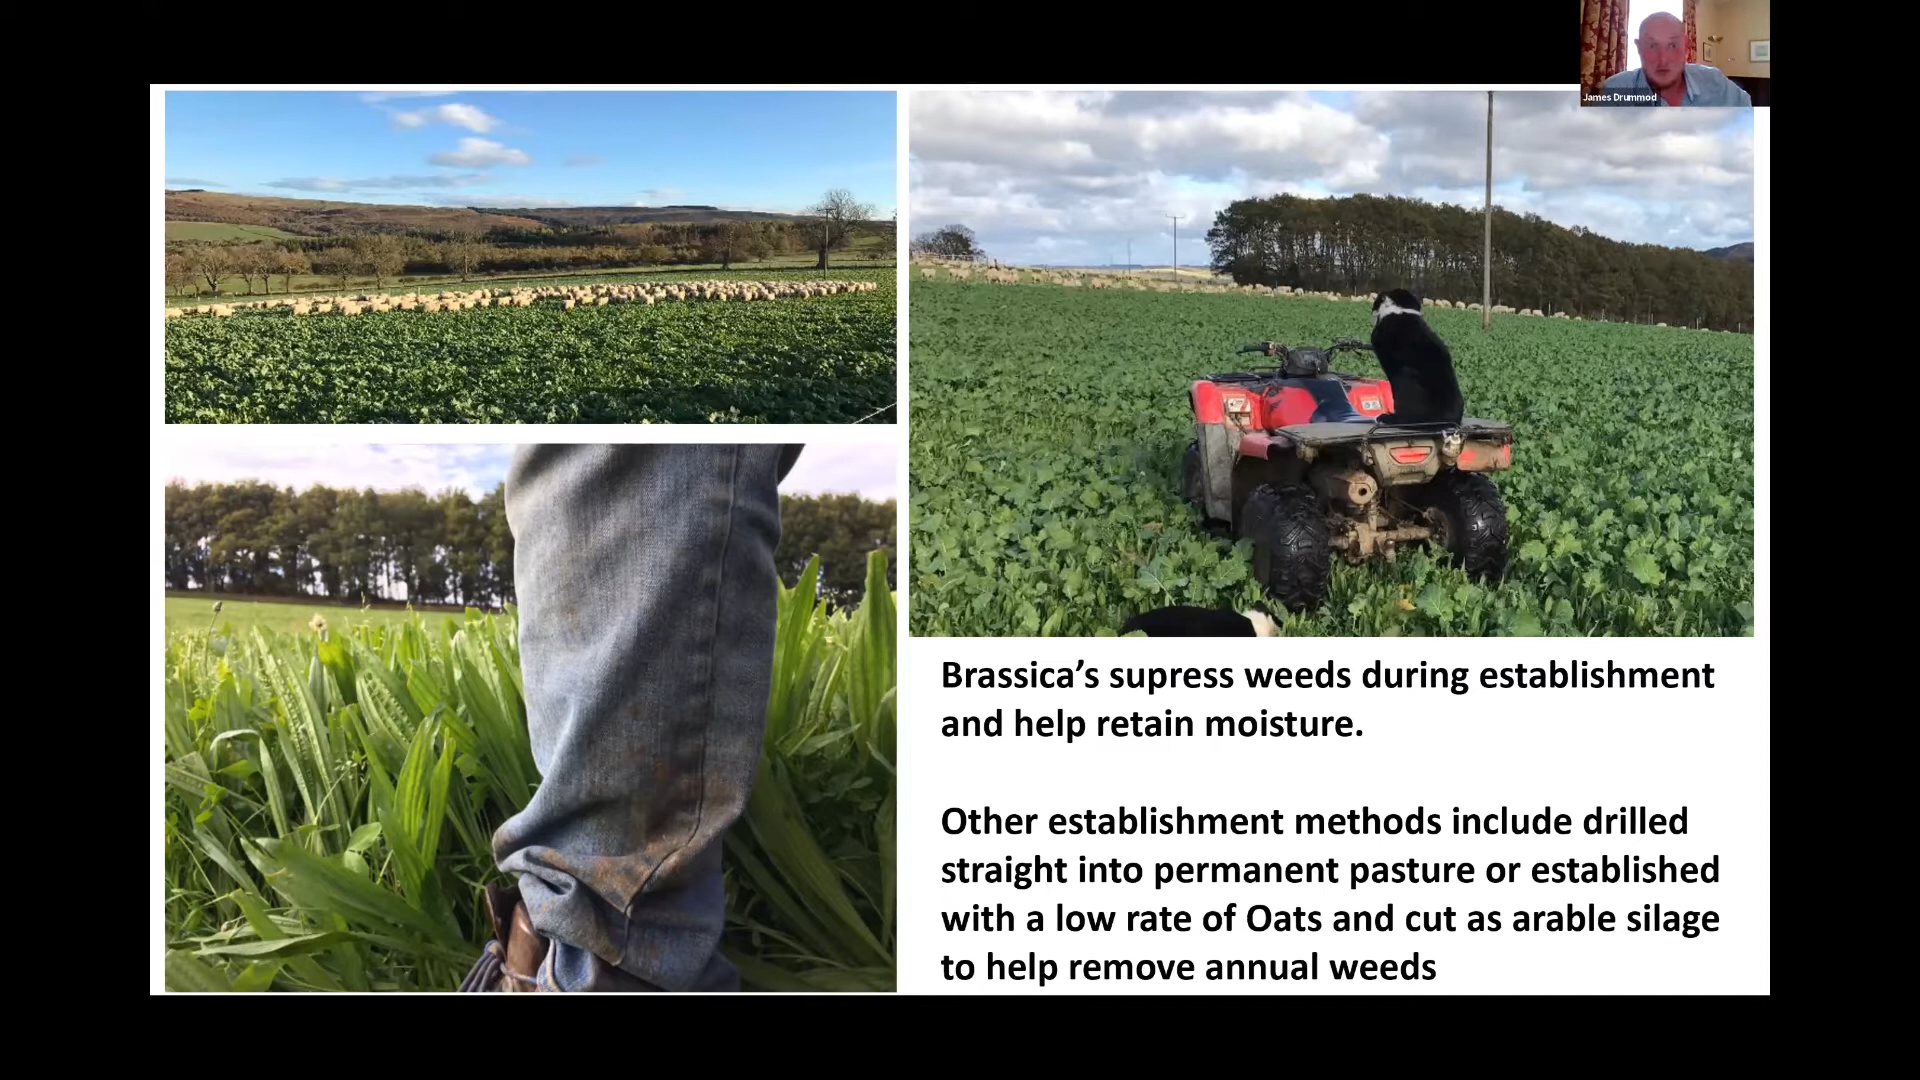 James Drummod
Brassica’s supress weeds during establishment
and help retain moisture.
Other establishment methods include drilled
straight into permanent pasture or established
with a low rate of Oats and cut as arable silage
to help remove annual weeds